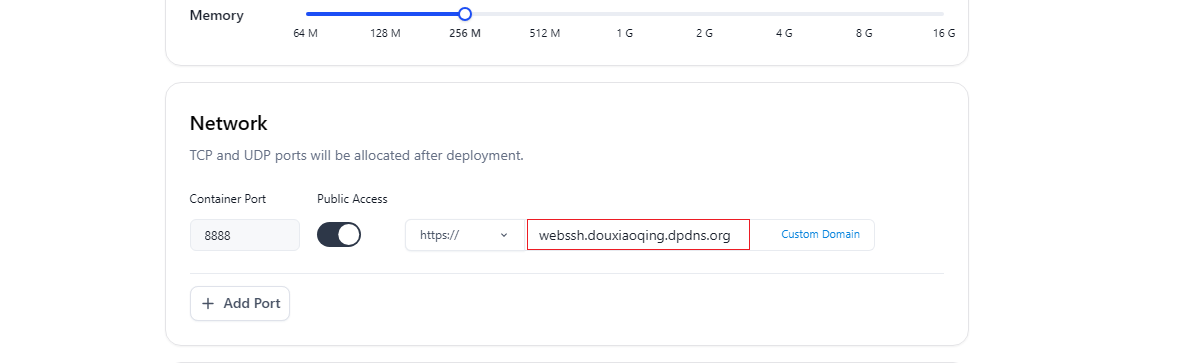 Memory
64 M 128 M 256 M 512 M 1 G 2 G 4 G 8 G 16 G
Network
TCP and UDP ports will be allocated after deployment.
Container Port Public Access
8888 https:// webssh.douxiaoqing.dpdns.org Custom Domain
+ Add Port